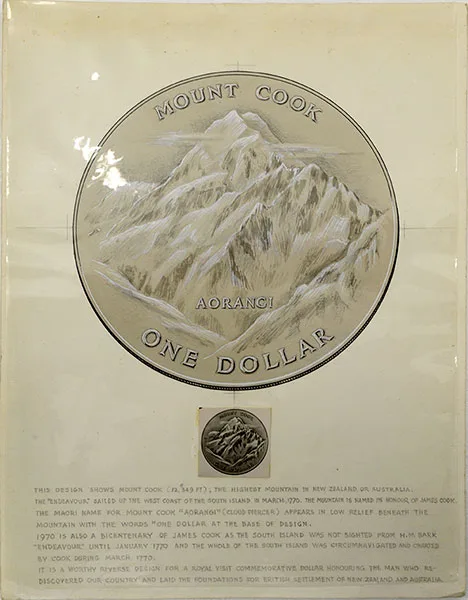 MOUNT COOK
AORANGI
ONE DOLLAR
MOUNT COOK
ONE DOLLAR
THIS DESIGN SHOWS MOUNT COOK (12,349 FT), THE HIGHEST MOUNTAIN IN NEW ZEALAND OR AUSTRALIA.
THE "ENDEAVOUR" SAILED UP THE WEST COAST OF THE SOUTH ISLAND IN MARCH, 1770. THE MOUNTAIN IS NAMED IN HONOUR OF JAMES COOK.
THE MAORI NAME FOR MOUNT COOK "AORANGI" (CLOUD PIERCER) APPEARS IN LOW RELIEF BENEATH THE
MOUNTAIN WITH THE WORDS "ONE DOLLAR AT THE BASE OF DESIGN.
1970 IS ALSO A BICENTENARY OF JAMES COOK AS THE SOUTH ISLAND WAS NOT SIGHTED FROM H.M. BARK
"ENDEAVOUR" UNTIL JANUARY 1770 AND THE WHOLE OF THE SOUTH ISLAND WAS CIRCUMNAVIGATED AND CHARTED
BY COOK DURING MARCH 1770.
IT IS A WORTHY REVERSE DESIGN FOR A ROYAL VISIT COMMEMORATIVE DOLLAR HONOURING THE MAN WHO RE-
DISCOVERED OUR COUNTRY AND LAID THE FOUNDATIONS FOR BRITISH SETTLEMENT OF NEW ZEALAND AND AUSTRALIA.